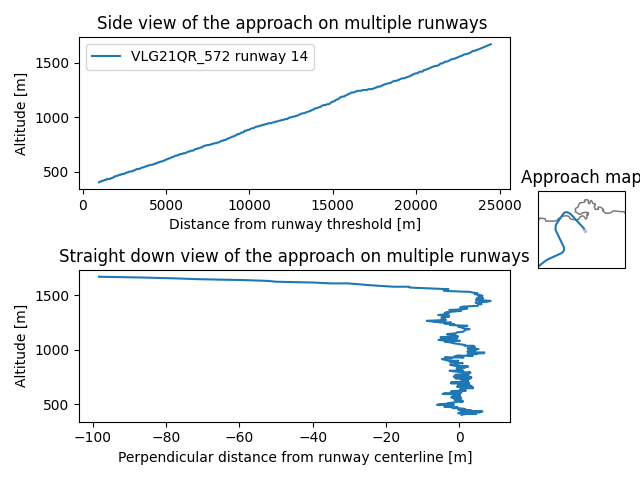 Side view of the approach on multiple runways
VLG21QR_572 runway 14
Altitude [m]
1500
1000
500
0 5000 10000 15000 20000 25000
Distance from runway threshold [m]
Approach map
Straight down view of the approach on multiple runways
Altitude [m]
1500
1000
500
−100 −80 −60 −40 −20 0
Perpendicular distance from runway centerline [m]